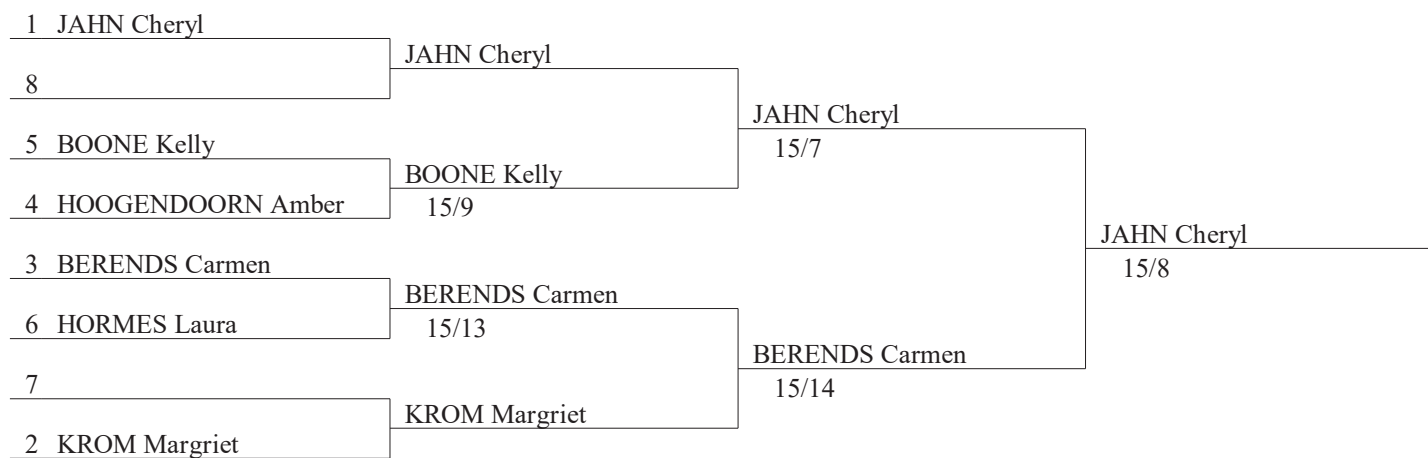 1 JAHN Cheryl
8
5 BOONE Kelly
4 HOOGENDOORN Amber
3 BERENDS Carmen
6 HORMES Laura
7
2 KROM Margriet
JAHN Cheryl
BOONE Kelly
15/9
BERENDS Carmen
15/13
KROM Margriet
JAHN Cheryl
15/7
BERENDS Carmen
15/14
JAHN Cheryl
15/8